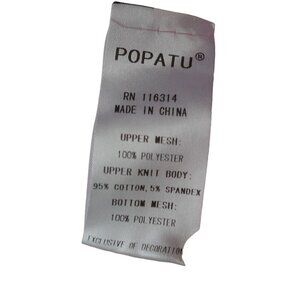 POPATU®
RN 116314
MADE IN CHINA
UPPER MESH:
100% POLYESTER
UPPER KNIT BODY:
95% COTTON, 5% SPANDEX
BOTTOM MESH:
100% POLYESTER
EXCLUSIVE OF DECORATION